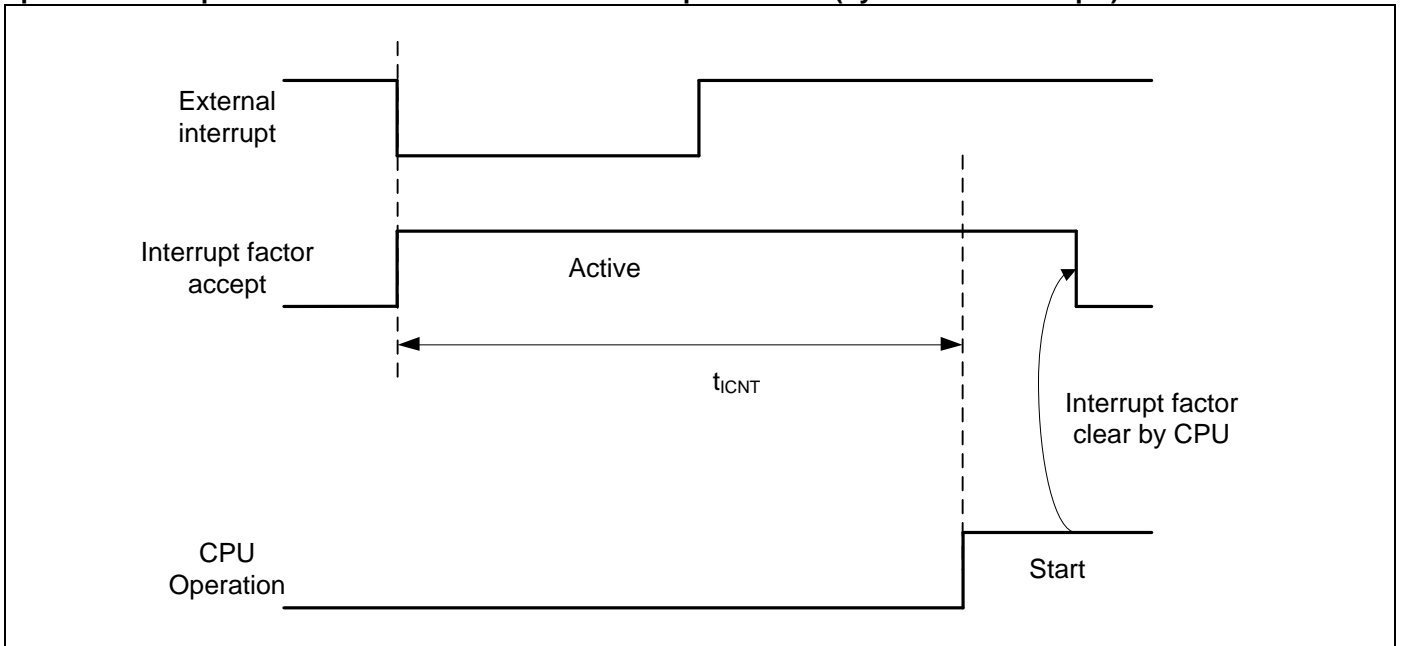 External
interrupt
Interrupt factor
accept
Active
tICNT
Interrupt factor
clear by CPU
CPU
Operation
Start